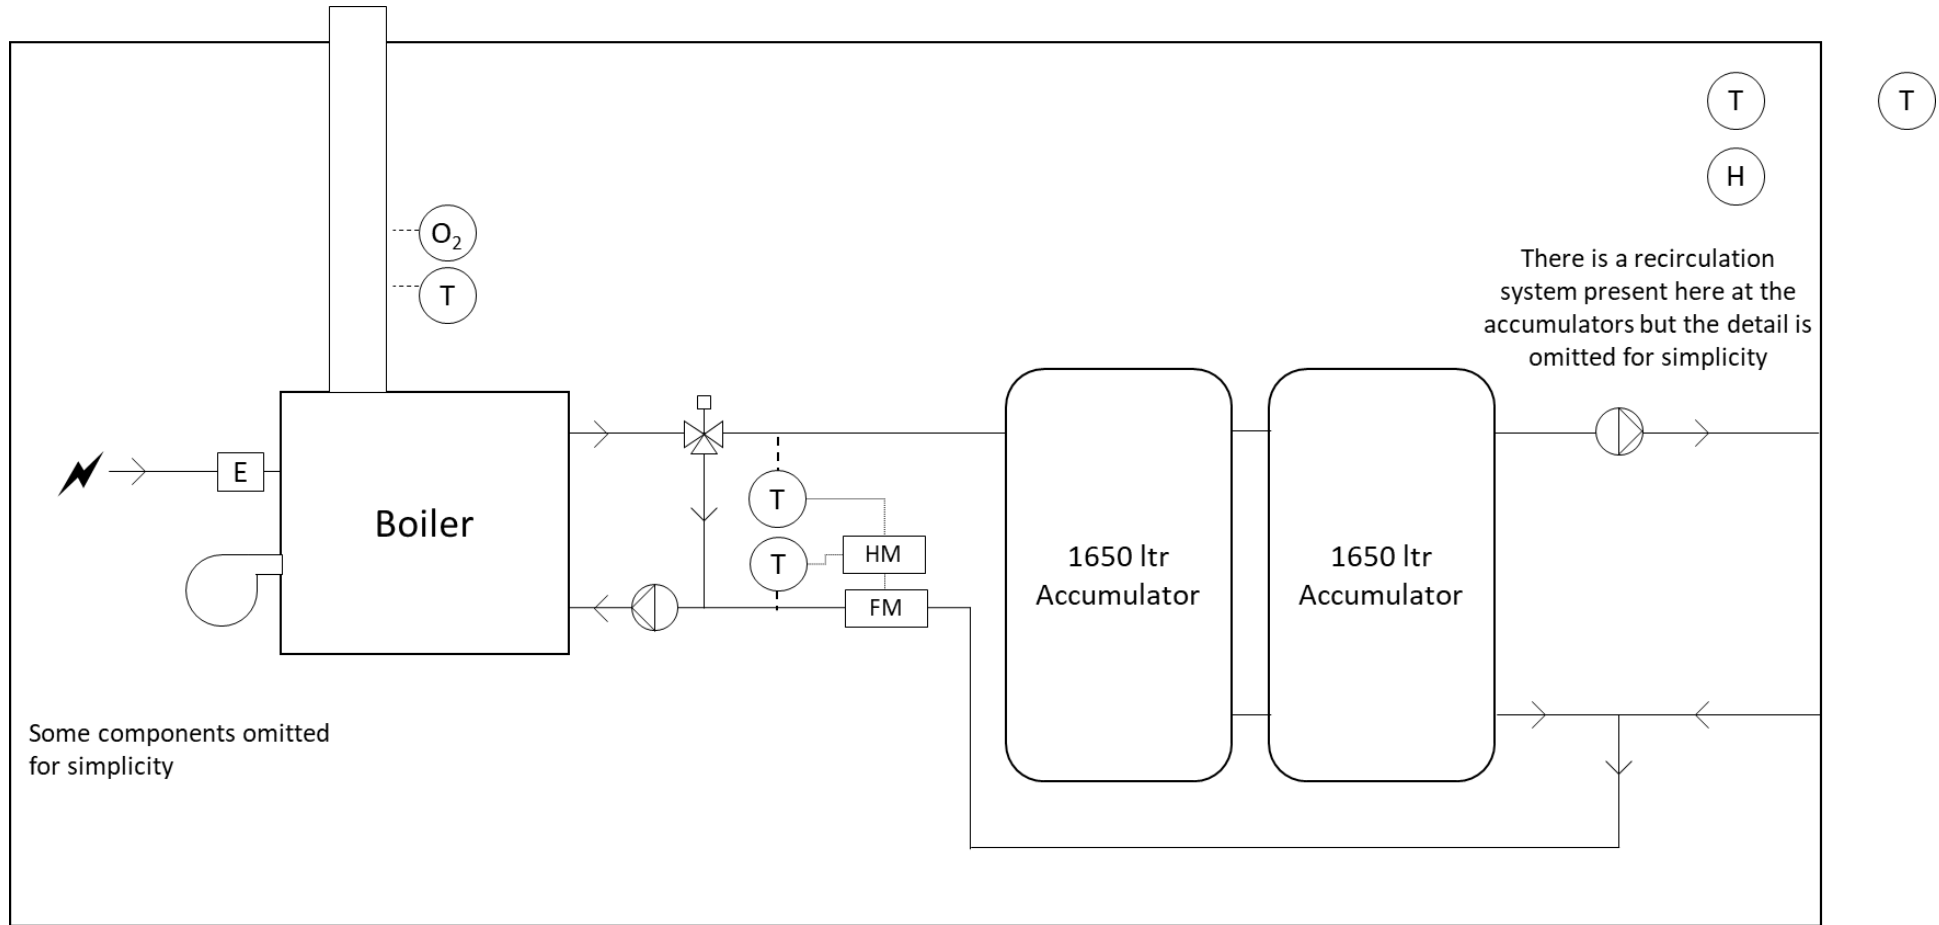 T
T
H
O2
T
There is a recirculation
system present here at the
accumulators but the detail is
omitted for simplicity
E
Boiler
T
T
HM
FM
1650 ltr
Accumulator
1650 ltr
Accumulator
Some components omitted
for simplicity